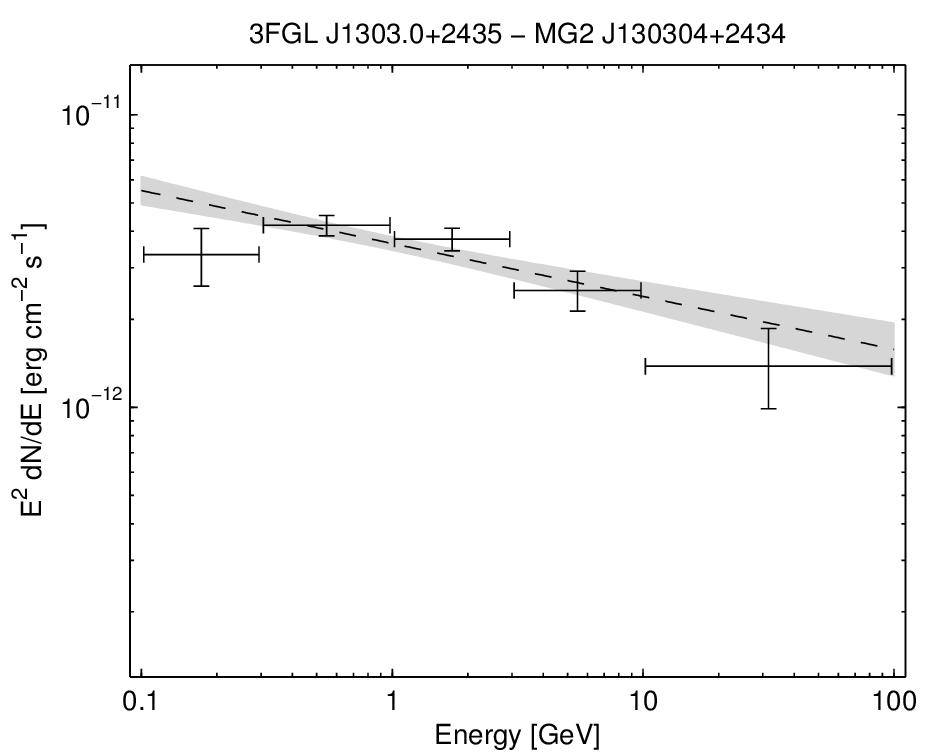 3FGL J1303.0+2435 − MG2 J130304+2434
E² dN/dE [erg cm⁻² s⁻¹]
10⁻¹¹
10⁻¹²
0.1 1 10 100
Energy [GeV]